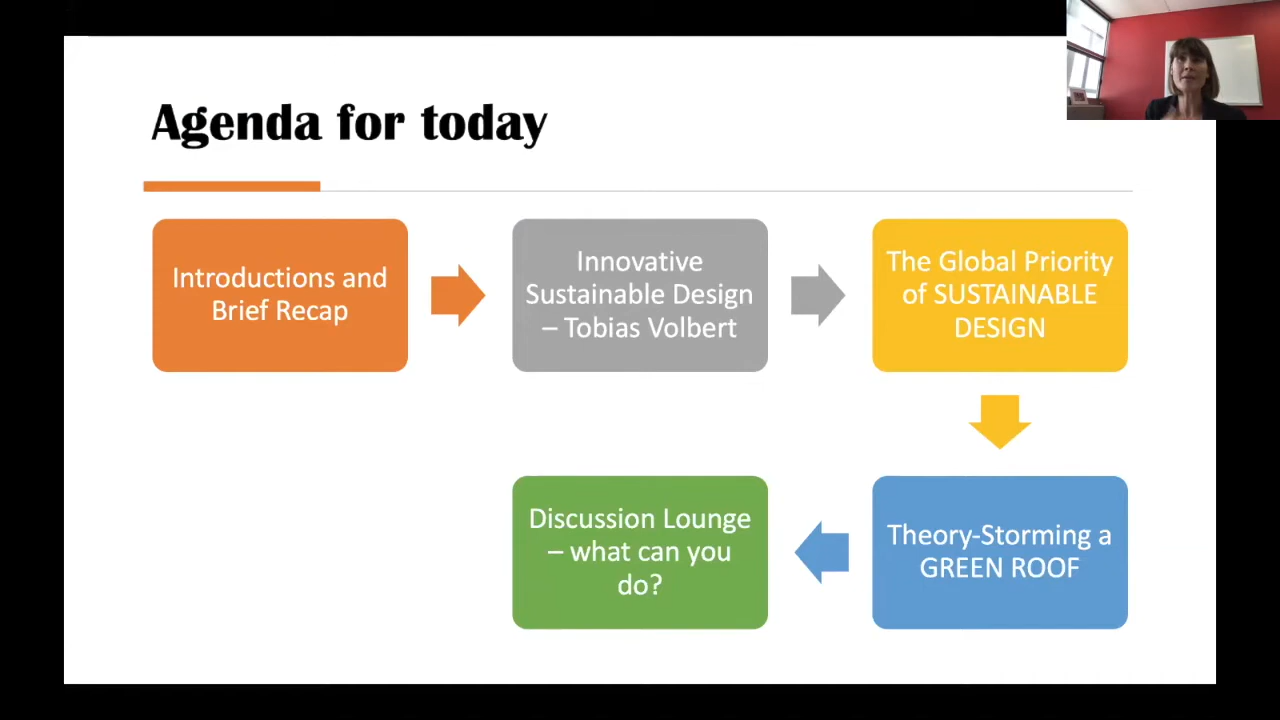 Agenda for today
Introductions and
Brief Recap
Innovative
Sustainable Design
– Tobias Volbert
The Global Priority
of SUSTAINABLE
DESIGN
Theory-Storming a
GREEN ROOF
Discussion Lounge
– what can you
do?